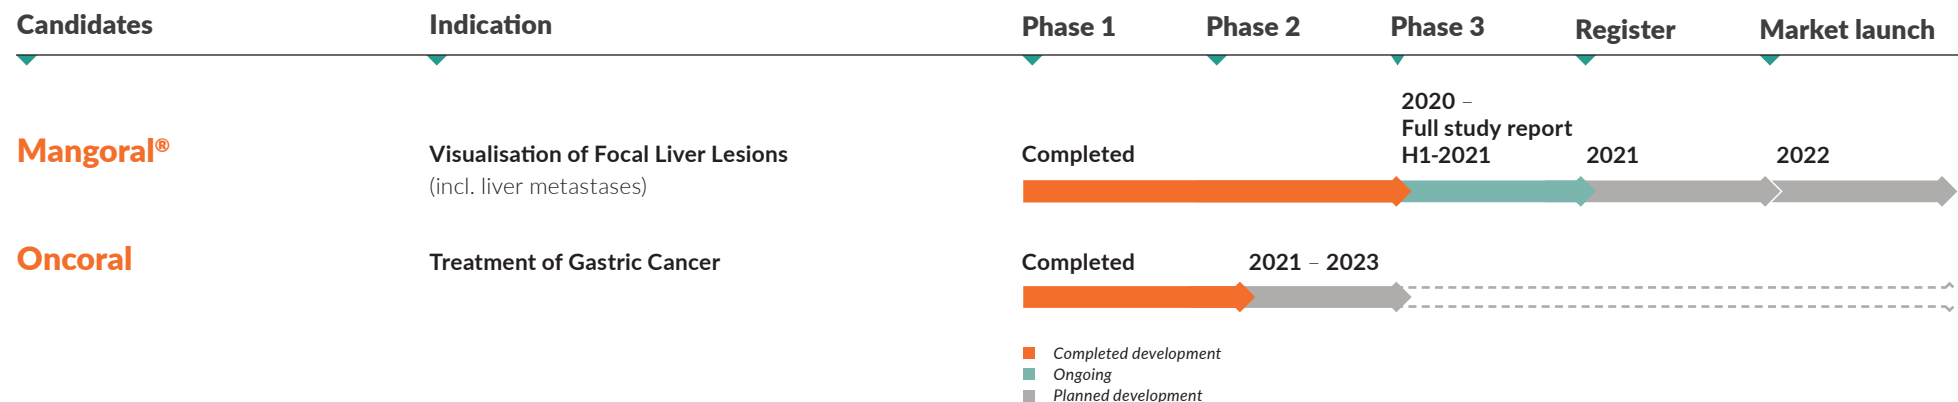 Candidates Indication Phase 1 Phase 2 Phase 3 Register Market launch
2020 –
Full study report
Mangoral® Visualisation of Focal Liver Lesions Completed H1-2021 2021 2022
(incl. liver metastases)
Oncoral Treatment of Gastric Cancer Completed 2021 – 2023
Completed development
Ongoing
Planned development